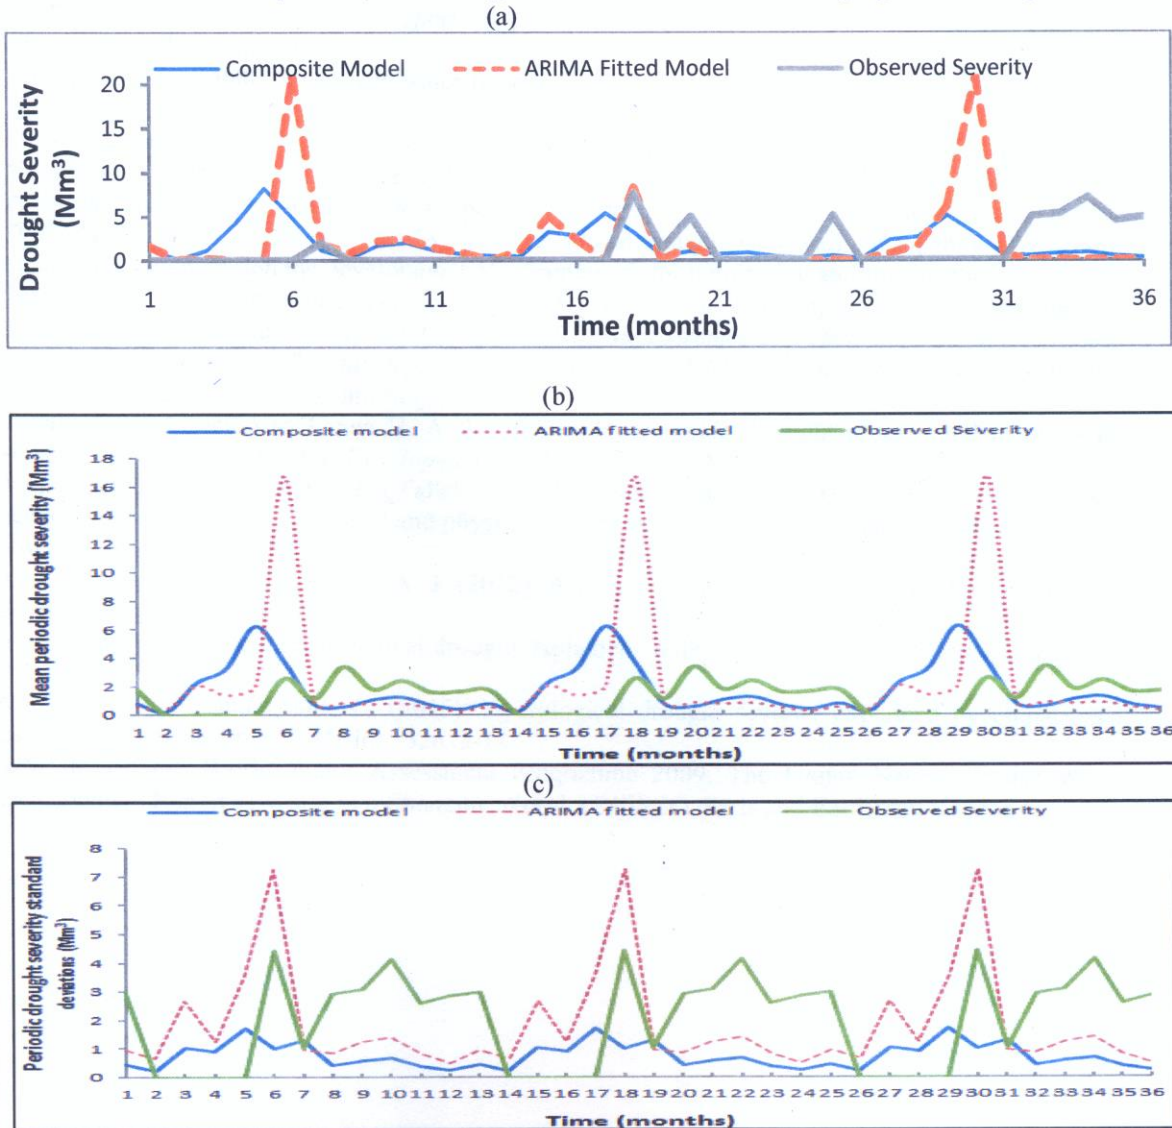 (a)
Composite Model ARIMA Fitted Model Observed Severity
Drought Severity
(Mm³)
20
15
10
5
0
1 6 11 16 21 26 31 36
Time (months)
(b)
Composite model ARIMA fitted model Observed Severity
Mean periodic drought severity (Mm³)
18
16
14
12
10
8
6
4
2
0
1 2 3 4 5 6 7 8 9 10 11 12 13 14 15 16 17 18 19 20 21 22 23 24 25 26 27 28 29 30 31 32 33 34 35 36
Time (months)
(c)
Composite model ARIMA fitted model Observed Severity
Periodic drought severity standard
deviations (Mm³)
8
7
6
5
4
3
2
1
0
1 2 3 4 5 6 7 8 9 10 11 12 13 14 15 16 17 18 19 20 21 22 23 24 25 26 27 28 29 30 31 32 33 34 35 36
Time (months)